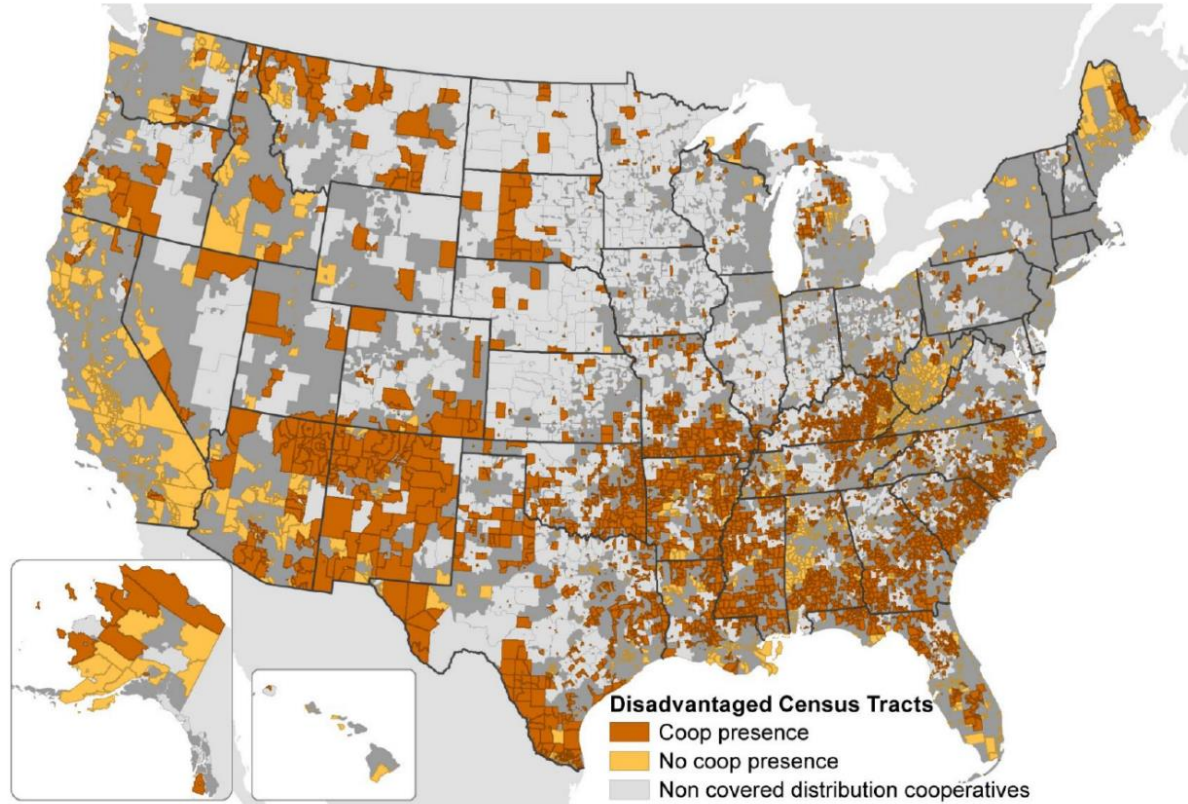 Disadvantaged Census Tracts
Coop presence
No coop presence
Non covered distribution cooperatives